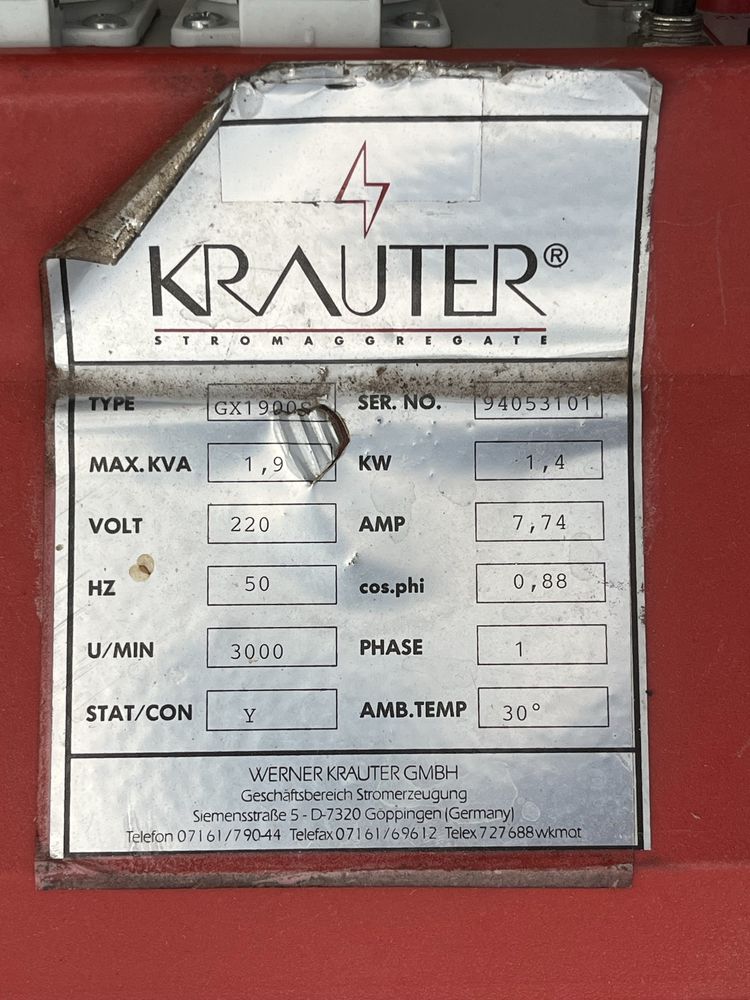 KRAUTER®
STROMAGGREGATE
TYPE GX1900 SER. NO. 94053101
MAX. KVA 1,9 KW 1,4
VOLT 220 AMP 7,74
HZ 50 cos.phi 0,88
U/MIN 3000 PHASE 1
STAT/CON Y AMB.TEMP 30°
WERNER KRAUTER GMBH
Geschäftsbereich Stromerzeugung
Siemensstraße 5 - D-7320 Göppingen (Germany)
Telefon 07161/790-44 Telefax 07161/69612 Telex 727688 wkmot